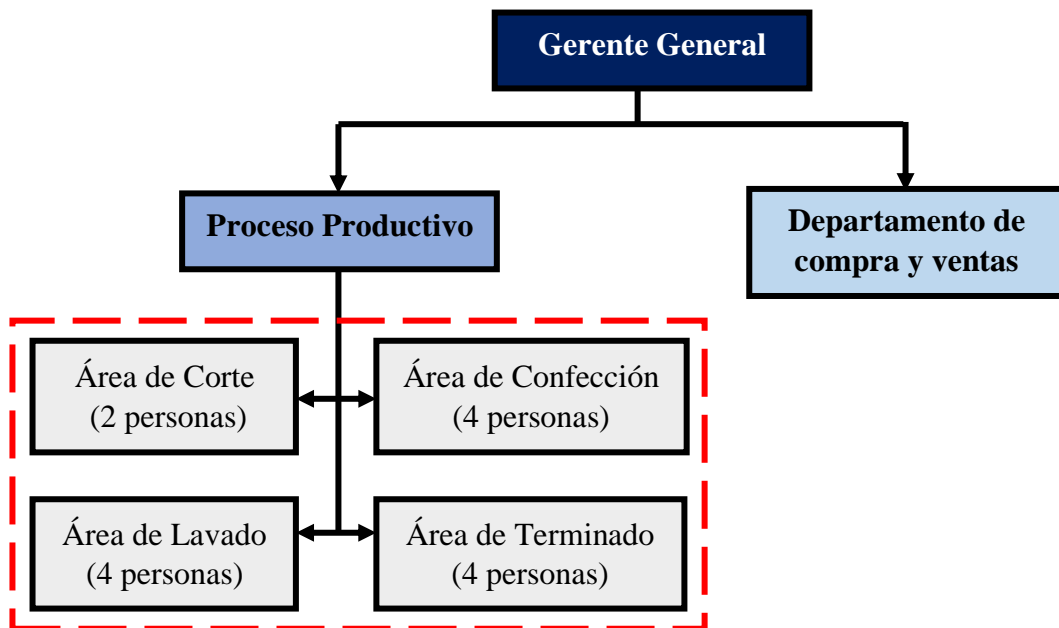 Gerente General
Proceso Productivo
Departamento de
compra y ventas
Área de Corte
(2 personas)
Área de Confección
(4 personas)
Área de Lavado
(4 personas)
Área de Terminado
(4 personas)